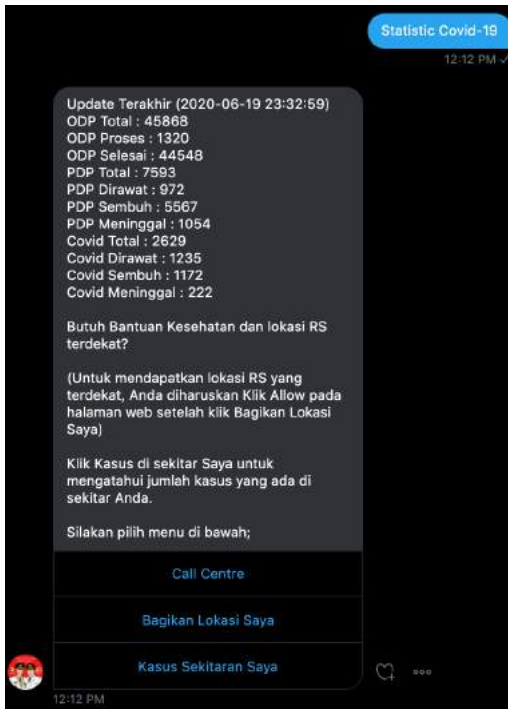 Statistic Covid-19
12:12 PM ✓
Update Terakhir (2020-06-19 23:32:59)
ODP Total : 45868
ODP Proses : 1320
ODP Selesai : 44548
PDP Total : 7593
PDP Dirawat : 972
PDP Sembuh : 5567
PDP Meninggal : 1054
Covid Total : 2629
Covid Dirawat : 1235
Covid Sembuh : 1172
Covid Meninggal : 222
Butuh Bantuan Kesehatan dan lokasi RS
terdekat?
(Untuk mendapatkan lokasi RS yang
terdekat, Anda diharuskan Klik Allow pada
halaman web setelah klik Bagikan Lokasi
Saya)
Klik Kasus di sekitar Saya untuk
mengatahui jumlah kasus yang ada di
sekitar Anda.
Silakan pilih menu di bawah;
Call Centre
Bagikan Lokasi Saya
Kasus Sekitaran Saya
12:12 PM